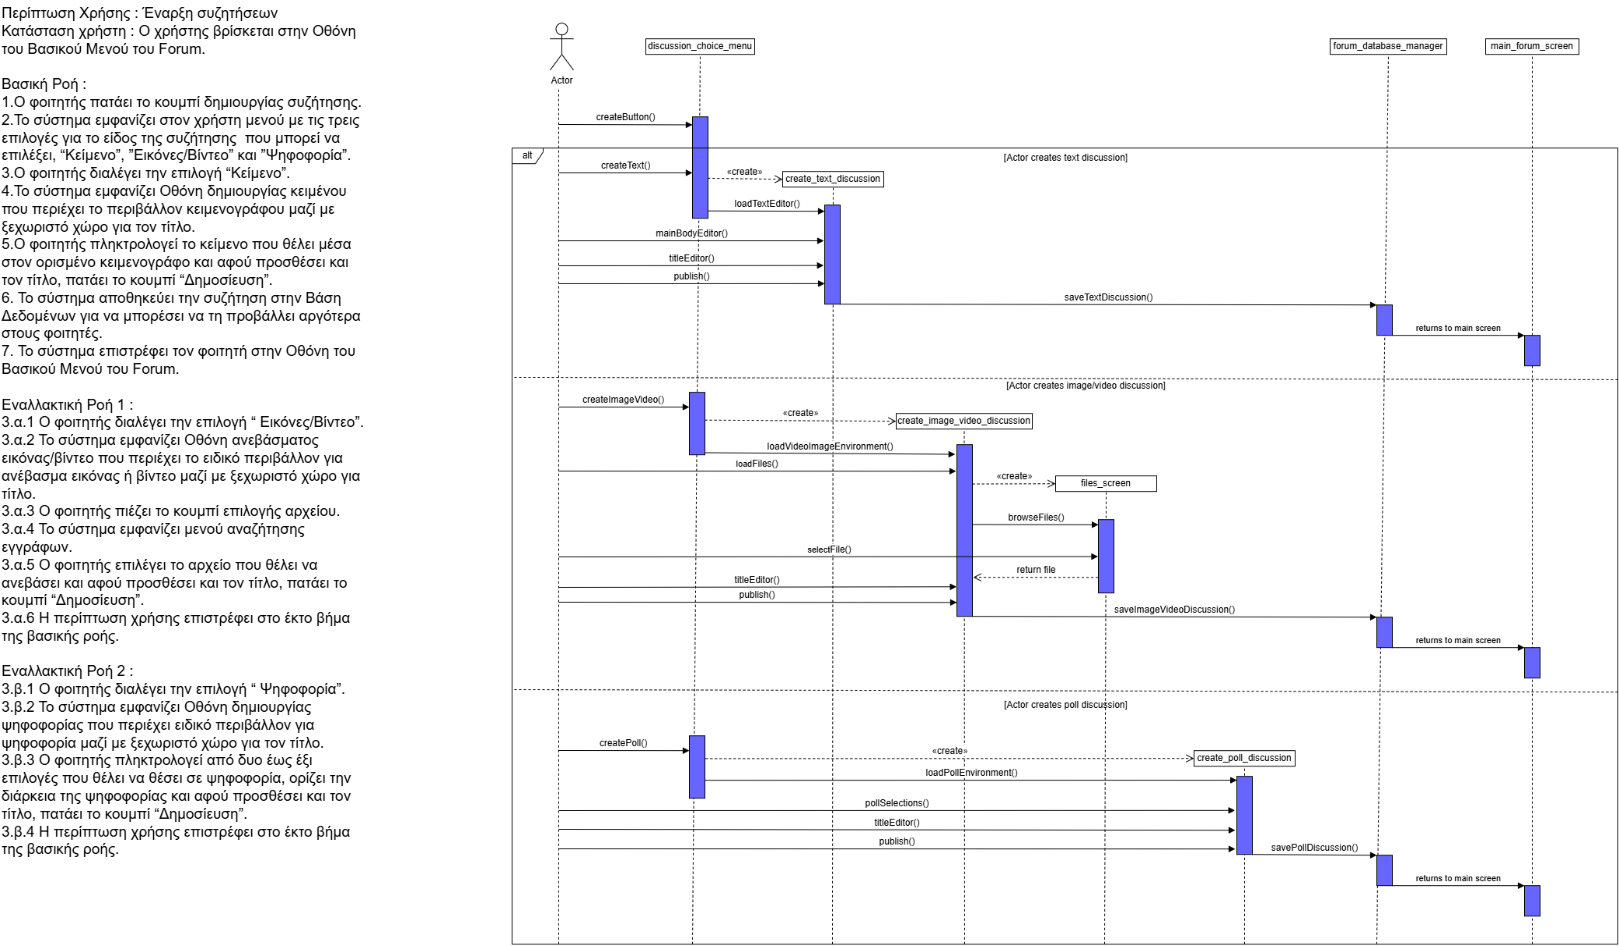 Περίπτωση Χρήσης : Έναρξη συζητήσεων
Κατάσταση χρήστη : Ο χρήστης βρίσκεται στην Οθόνη
του Βασικού Μενού του Forum.
Βασική Ροή :
1.Ο φοιτητής πατάει το κουμπί δημιουργίας συζήτησης.
2.Το σύστημα εμφανίζει στον χρήστη μενού με τις τρεις
επιλογές για το είδος της συζήτησης που μπορεί να
επιλέξει, “Κείμενο”, ”Εικόνες/Βίντεο” και ”Ψηφοφορία”.
3.Ο φοιτητής διαλέγει την επιλογή “Κείμενο”.
4.Το σύστημα εμφανίζει Οθόνη δημιουργίας κειμένου
που περιέχει το περιβάλλον κειμενογράφου μαζί με
ξεχωριστό χώρο για τον τίτλο.
5.Ο φοιτητής πληκτρολογεί το κείμενο που θέλει μέσα
στον ορισμένο κειμενογράφο και αφού προσθέσει και
τον τίτλο, πατάει το κουμπί “Δημοσίευση”.
6. Το σύστημα αποθηκεύει την συζήτηση στην Βάση
Δεδομένων για να μπορέσει να τη προβάλλει αργότερα
στους φοιτητές.
7. Το σύστημα επιστρέφει τον φοιτητή στην Οθόνη του
Βασικού Μενού του Forum.
Εναλλακτική Ροή 1 :
3.α.1 Ο φοιτητής διαλέγει την επιλογή “ Εικόνες/Βίντεο”.
3.α.2 Το σύστημα εμφανίζει Οθόνη ανεβάσματος
εικόνας/βίντεο που περιέχει το ειδικό περιβάλλον για
ανέβασμα εικόνας ή βίντεο μαζί με ξεχωριστό χώρο για
τίτλο.
3.α.3 Ο φοιτητής πιέζει το κουμπί επιλογής αρχείου.
3.α.4 Το σύστημα εμφανίζει μενού αναζήτησης
εγγράφων.
3.α.5 Ο φοιτητής επιλέγει το αρχείο που θέλει να
ανεβάσει και αφού προσθέσει και τον τίτλο, πατάει το
κουμπί “Δημοσίευση”.
3.α.6 Η περίπτωση χρήσης επιστρέφει στο έκτο βήμα
της βασικής ροής.
Εναλλακτική Ροή 2 :
3.β.1 Ο φοιτητής διαλέγει την επιλογή “ Ψηφοφορία”.
3.β.2 Το σύστημα εμφανίζει Οθόνη δημιουργίας
ψηφοφορίας που περιέχει ειδικό περιβάλλον για
ψηφοφορία μαζί με ξεχωριστό χώρο για τον τίτλο.
3.β.3 Ο φοιτητής πληκτρολογεί από δυο έως έξι
επιλογές που θέλει να θέσει σε ψηφοφορία, ορίζει την
διάρκεια της ψηφοφορίας και αφού προσθέσει και τον
τίτλο, πατάει το κουμπί “Δημοσίευση”.
3.β.4 Η περίπτωση χρήσης επιστρέφει στο έκτο βήμα
της βασικής ροής.
Actor
discussion_choice_menu
forum_database_manager
main_forum_screen
createButton()
alt
[Actor creates text discussion]
createText()
«create»
create_text_discussion
loadTextEditor()
mainBodyEditor()
titleEditor()
publish()
saveTextDiscussion()
returns to main screen
[Actor creates image/video discussion]
createImageVideo()
«create»
create_image_video_discussion
loadVideoImageEnvironment()
loadFiles()
«create»
files_screen
browseFiles()
selectFile()
return file
titleEditor()
publish()
saveImageVideoDiscussion()
returns to main screen
[Actor creates poll discussion]
createPoll()
«create»
create_poll_discussion
loadPollEnvironment()
pollSelections()
titleEditor()
publish()
savePollDiscussion()
returns to main screen